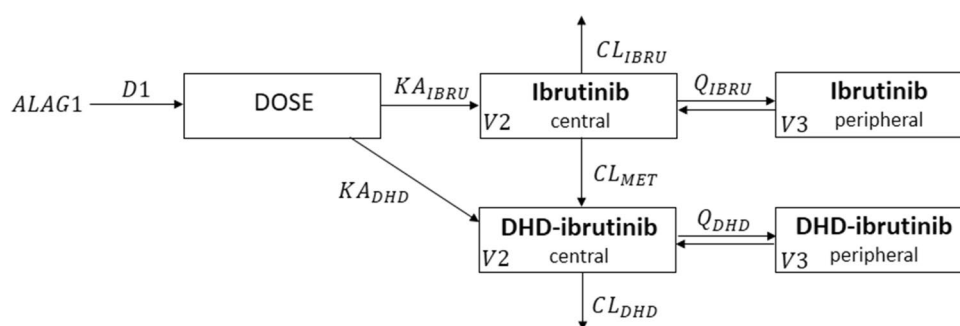 CL_IBRU
ALAG1
D1
DOSE
KA_IBRU
Ibrutinib
central
V2
Q_IBRU
Ibrutinib
peripheral
V3
KA_DHD
CL_MET
DHD-ibrutinib
central
V2
Q_DHD
DHD-ibrutinib
peripheral
V3
CL_DHD